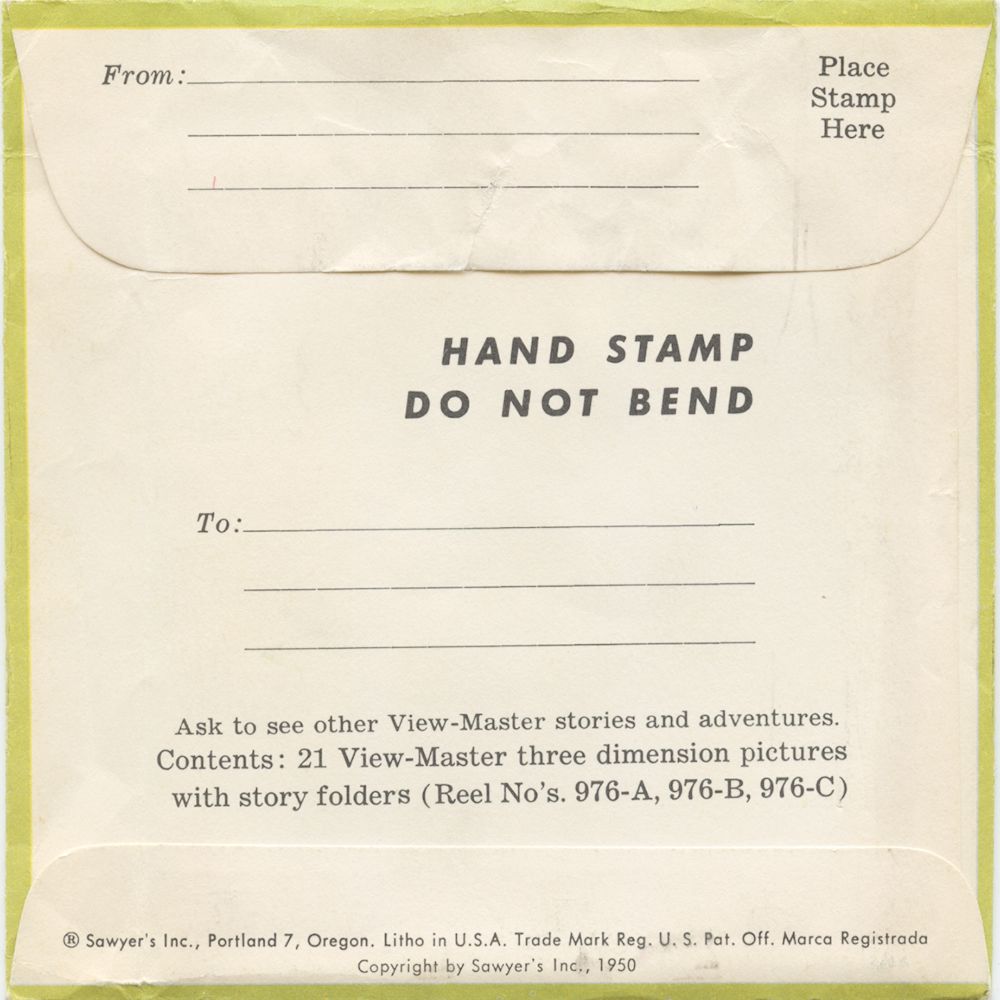 From:
Place
Stamp
Here
HAND STAMP
DO NOT BEND
To:
Ask to see other View-Master stories and adventures.
Contents: 21 View-Master three dimension pictures
with story folders (Reel No's. 976-A, 976-B, 976-C)
® Sawyer's Inc., Portland 7, Oregon. Litho in U.S.A. Trade Mark Reg. U. S. Pat. Off. Marca Registrada
Copyright by Sawyer's Inc., 1950